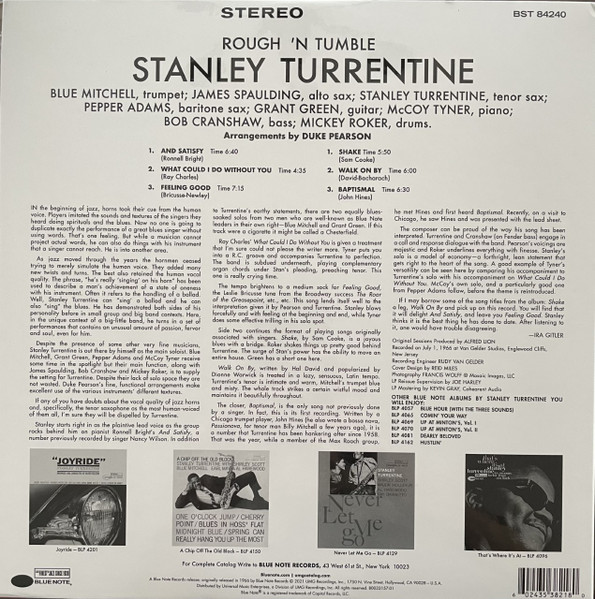 STEREO
BST 84240
ROUGH 'N TUMBLE
STANLEY TURRENTINE
BLUE MITCHELL, trumpet; JAMES SPAULDING, alto sax; STANLEY TURRENTINE, tenor sax;
PEPPER ADAMS, baritone sax; GRANT GREEN, guitar; McCOY TYNER, piano;
BOB CRANSHAW, bass; MICKEY ROKER, drums.
Arrangements by DUKE PEARSON
1. AND SATISFY Time 6:40
(Ronnell Bright)
2. WHAT COULD I DO WITHOUT YOU Time 4:35
(Ray Charles)
3. FEELING GOOD Time 7:15
(Bricusse-Newley)
1. SHAKE Time 5:50
(Sam Cooke)
2. WALK ON BY Time 6:00
(David-Bacharach)
3. BAPTISMAL Time 6:30
(John Hines)
IN the beginning of jazz, horns took their cue from the human
voice. Players imitated the sounds and textures of the singers they
heard doing spirituals and the blues. Now no one is going to
duplicate exactly the performance of a great blues singer without
using words. That's one feeling. But while a musician cannot
project actual words, he can also do things with his instrument
that a singer cannot reach. He is into another area.
As jazz moved through the years the hornmen ceased
trying to merely simulate the human voice. They added many
new twists and turns. The best also retained the human vocal
quality. The phrase, "he's really 'singing' on his horn" has been
used to describe a man's achievement of a state of oneness
with his instrument. Often it refers to the handling of a ballad.
Well, Stanley Turrentine can "sing" a ballad and he can
also "sing" the blues. He has demonstrated both sides of his
personality before in small group and big band contexts. Here,
in the unique context of a big-little band, he turns in a set of
performances that contains an unusual amount of passion, fervor
and soul, even for him.
Despite the presence of some other very fine musicians,
Stanley Turrentine is out there by himself as the main soloist. Blue
Mitchell, Grant Green, Pepper Adams and McCoy Tyner receive
some time in the spotlight but their main function, along with
James Spaulding, Bob Cranshaw and Mickey Roker, is to supply
the setting for Turrentine. Despite their lack of solo space they are
not wasted. Duke Pearson's fine, functional arrangements make
excellent use of the various instruments' different textures.
If any of you have doubts about the vocal quality of jazz horns
and, specifically, the tenor saxophone as the most human-voiced
of them all, I'm sure they will be dispelled by Turrentine.
Stanley starts right in as the plaintive lead voice as the group
rocks behind him on pianist Ronnell Bright's And Satisfy, a
number previously recorded by singer Nancy Wilson. In addition
to Turrentine's earthy statements, there are two equally blues-
soaked solos from two men who are well-known as Blue Note
leaders in their own right—Blue Mitchell and Grant Green. If this
track were a cigarette it might be called a Chesterfield.
Ray Charles' What Could I Do Without You is given a treatment
that I'm sure could not please the writer more. Tyner puts you
into a R.C. groove and accompanies Turrentine to perfection.
The band is subdued underneath, playing complementary
organ chords under Stan's pleading, preaching tenor. This
one is really crying time.
The tempo brightens to a medium sock for Feeling Good,
the Leslie Bricusse tune from the Broadway success The Roar
of the Greasepaint, etc., etc. This song lends itself well to the
interpretation given it by Pearson and Turrentine. Stanley blows
forcefully and with feeling at the beginning and end, while Tyner
does some effective trilling in his solo spot.
Side two continues the format of playing songs originally
associated with singers. Shake, by Sam Cooke, is a joyous
blues with a bridge. Roker shakes things up pretty good behind
Turrentine. The surge of Stan's power has the ability to move an
entire house. Green has a short one here.
Walk On By, written by Hal David and popularized by
Dionne Warwick is treated in a lazy, sensuous, Latin tempo.
Turrentine's tenor is intimate and warm, Mitchell's trumpet blue
and misty. The whole track strikes a certain wistful mood and
maintains it beautifully throughout.
The closer, Baptismal, is the only song not previously done
by a singer. In fact, this is its first recording. Written by a
Chicago trumpet player, John Hines (he also wrote a bossa nova,
Passionova, for tenor man Billy Mitchell a few years ago), it is
a number that Turrentine has been hankering after since 1958.
That was the year, while a member of the Max Roach group,
he met Hines and first heard Baptismal. Recently, on a visit to
Chicago, he saw Hines and was presented with the lead sheet.
The composer can be proud of the way his song has been
interpreted. Turrentine and Cranshaw (on Fender bass) engage in
a call and response dialogue with the band. Pearson's voicings are
majestic and Roker underlines everything with finesse. Stanley's
solo is a model of economy—a forthright, lean statement that
gets right to the heart of the song. A good example of Tyner's
versatility can be seen here by comparing his accompaniment to
Turrentine's solo with his accompaniment on What Could I Do
Without You. McCoy's own solo, and a particularly good one
from Pepper Adams follow, before the theme is reintroduced.
If I may borrow some of the song titles from the album: Shake
a leg, Walk On By and pick up on this record. You will find that
it will delight And Satisfy, and leave you Feeling Good. Stanley
thinks it is the best thing he has done to date. After listening to
it, one would have trouble disagreeing.
—IRA GITLER
Original Sessions Produced by ALFRED LION
Recorded on July 1, 1966 at Van Gelder Studios, Englewood Cliffs,
New Jersey
Recording Engineer RUDY VAN GELDER
Cover Design by REID MILES
Photography FRANCIS WOLFF © Mosaic Images, LLC
LP Reissue Supervision by JOE HARLEY
LP Mastering by KEVIN GRAY, Cohearent Audio
OTHER BLUE NOTE ALBUMS BY STANLEY TURRENTINE YOU
WILL ENJOY:
BLP 4057 BLUE HOUR (WITH THE THREE SOUNDS)
BLP 4065 COMIN' YOUR WAY
BLP 4069 UP AT MINTON'S, Vol. I
BLP 4070 UP AT MINTON'S, Vol. II
BLP 4081 DEARLY BELOVED
BLP 4162 HUSTLIN'
"JOYRIDE"
A CHIP OFF THE OLD BLOCK
STANLEY TURRENTINE
SHIRLEY SCOTT
ONE O'CLOCK JUMP / CHERRY
POINT / BLUES IN HOSS' FLAT
MIDNIGHT BLUE / SPRING CAN
REALLY HANG YOU UP THE MOST
STANLEY
TURRENTINE
Never
Let Me
go
Joyride — BLP 4201
A Chip Off The Old Block — BLP 4150
Never Let Me Go — BLP 4129
That's Where It's At — BLP 4096
For Complete Catalog Write to BLUE NOTE RECORDS, 43 West 61st St., New York 10023
BLUE NOTE
bluenote.com | umgcatalog.com
6 02435 38218 0